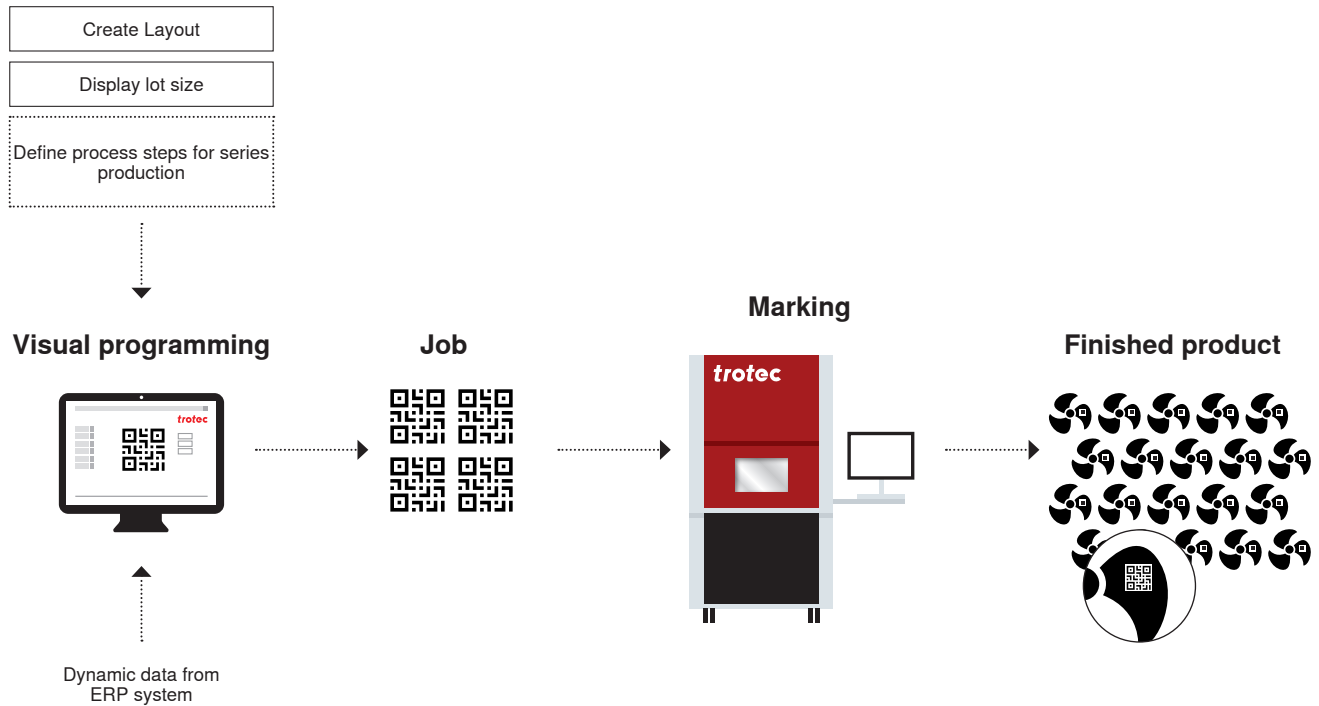 Create Layout
Display lot size
Define process steps for series
production
Marking
Visual programming
Job
Finished product
trotec
trotec
Dynamic data from
ERP system